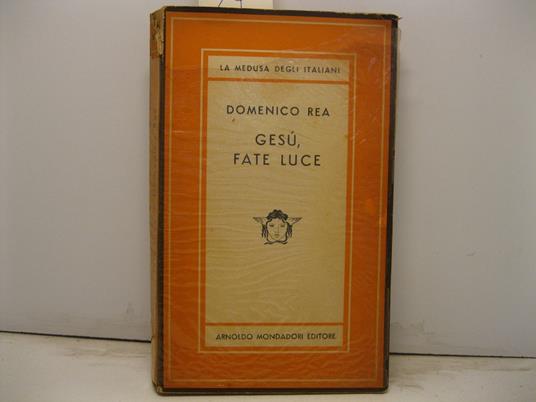 LA MEDUSA DEGLI ITALIANI
DOMENICO REA
GESÚ,
FATE LUCE
ARNOLDO MONDADORI EDITORE